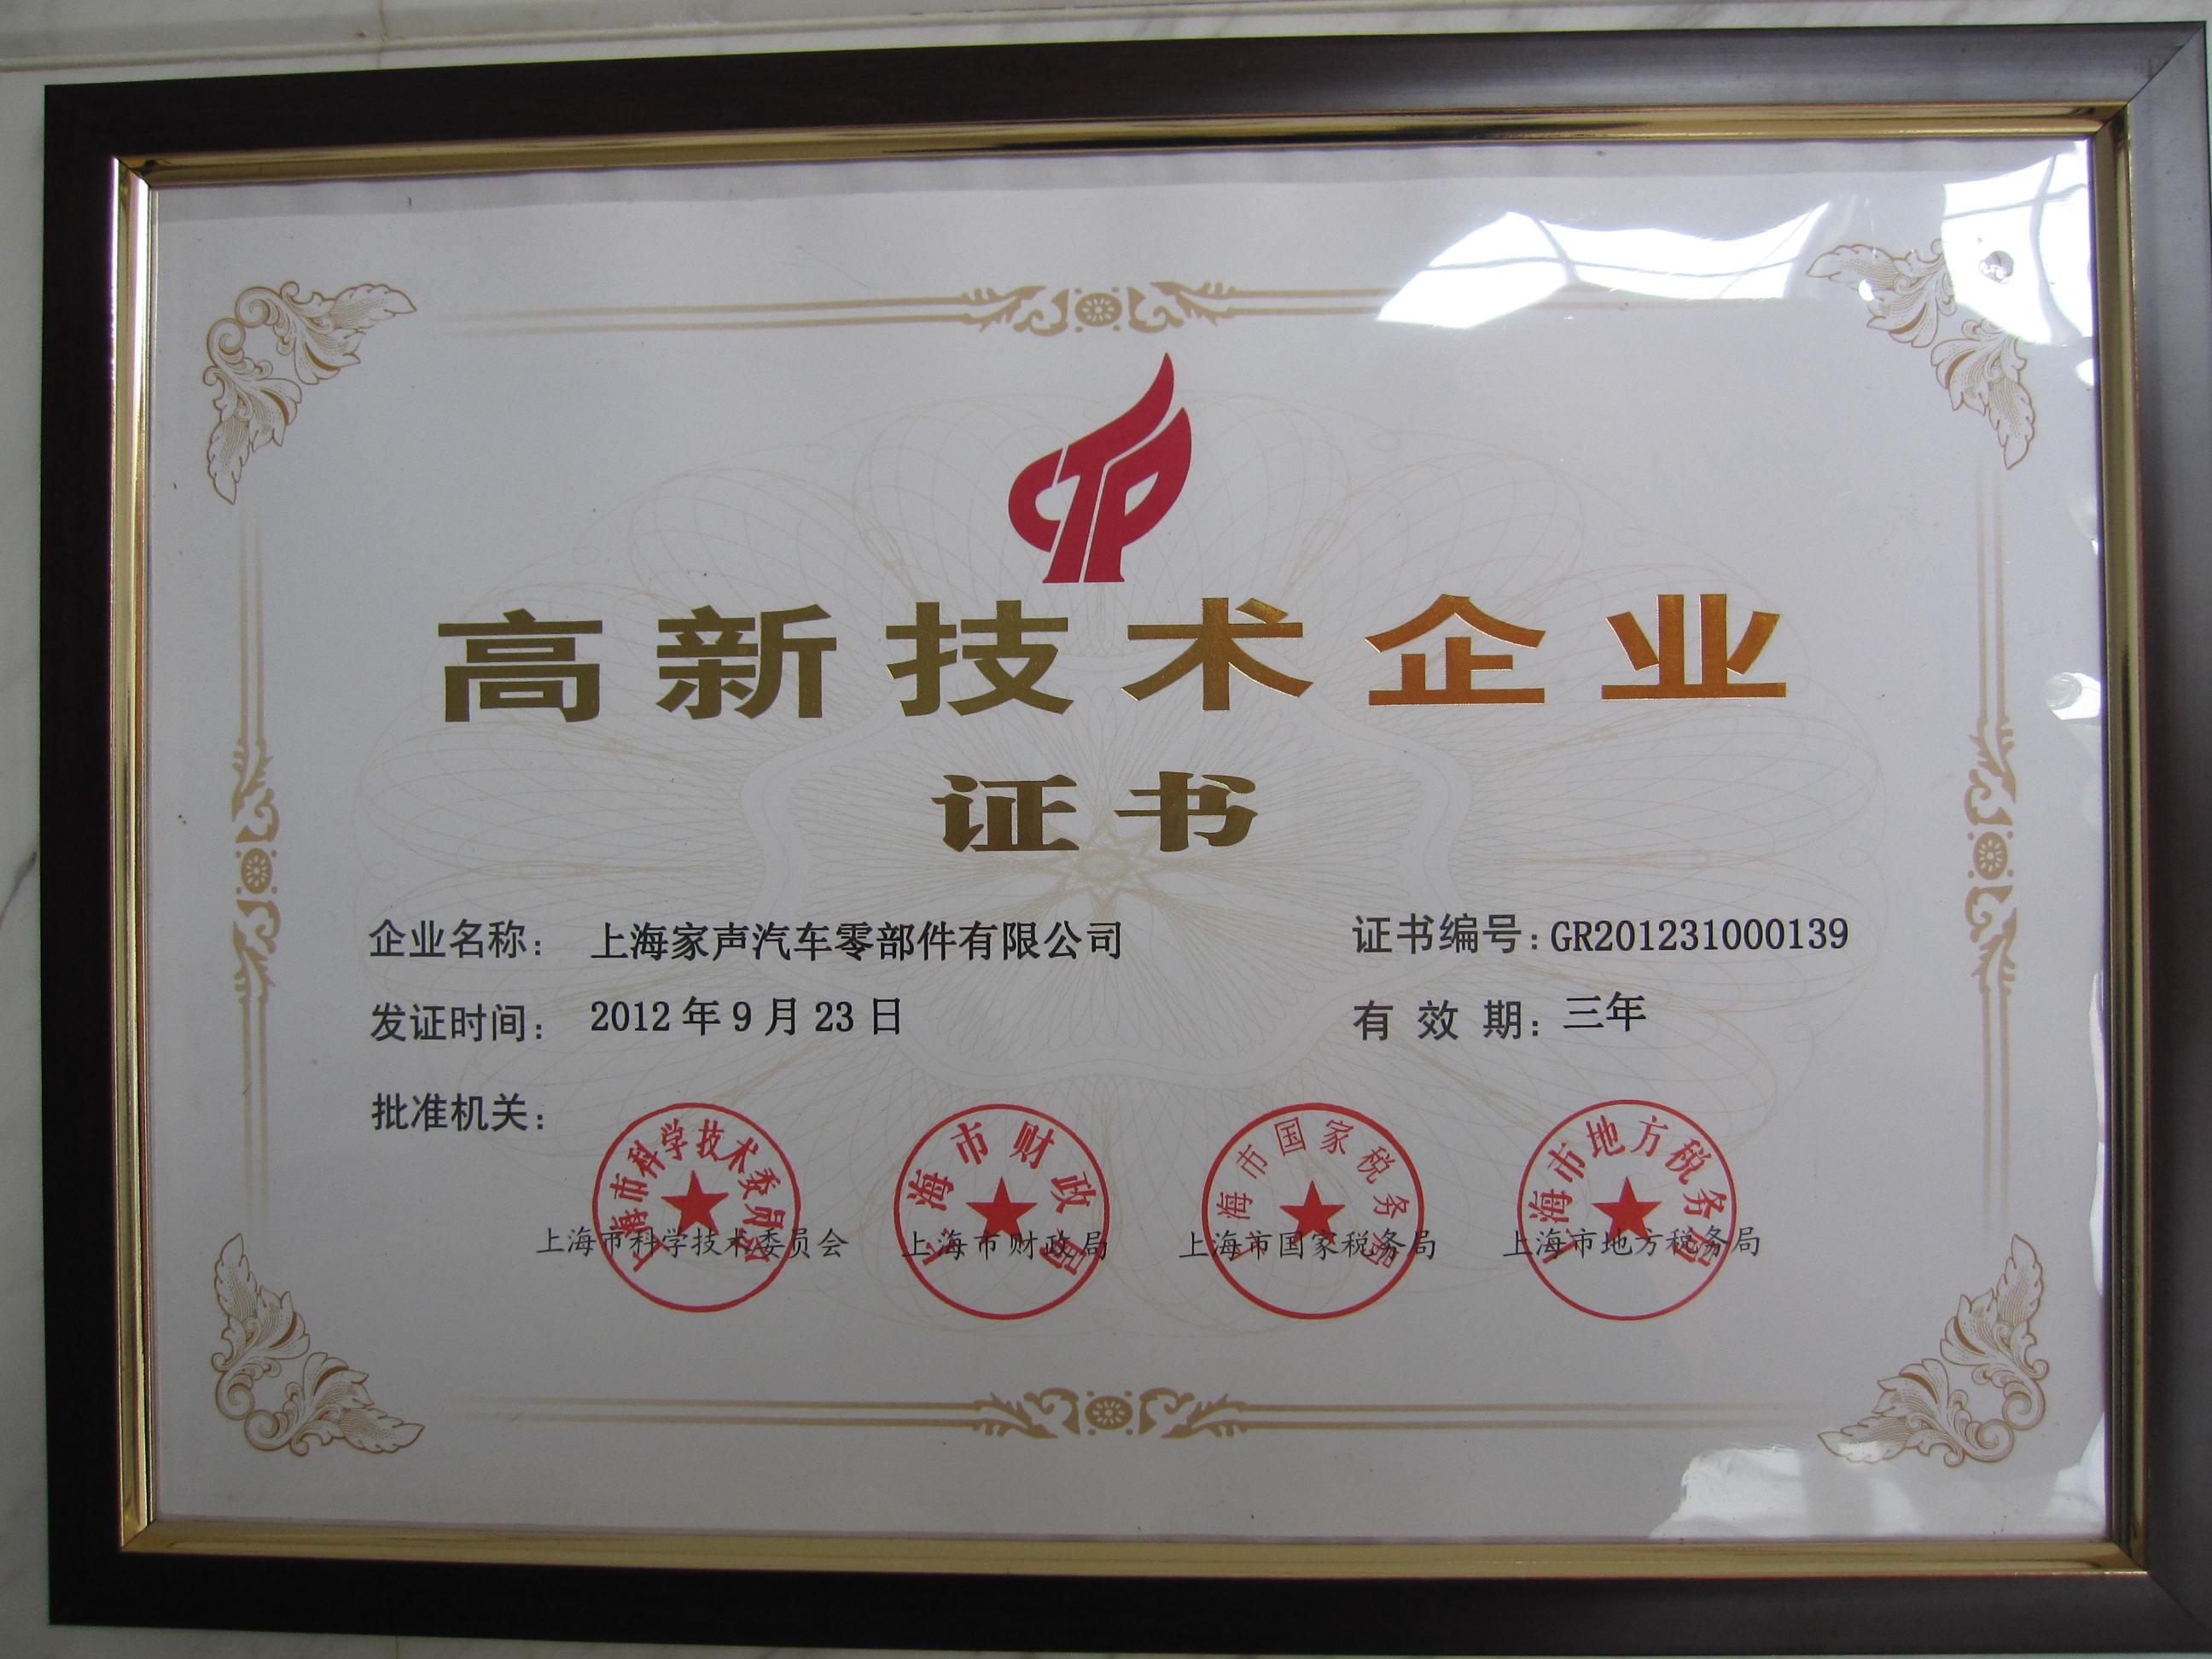 高新技术企业
证书
企业名称： 上海家声汽车零部件有限公司
证书编号：GR201231000139
发证时间： 2012年9月23日
有效期：三年
批准机关：
上海市科学技术委员会
上海市财政局
上海市国家税务局
上海市地方税务局
上海市科学技术委员会
上海市财政局
上海市国家税务局
上海市地方税务局